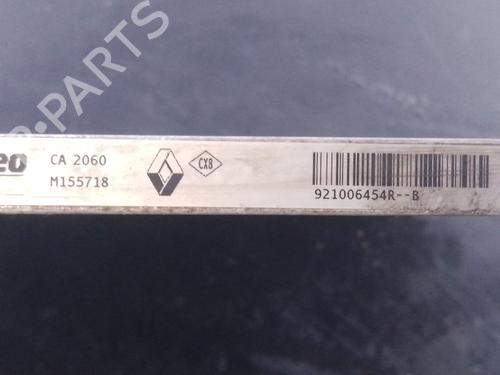 B-PARTS
eo
CA 2060
M155718
CX8
921006454R--B